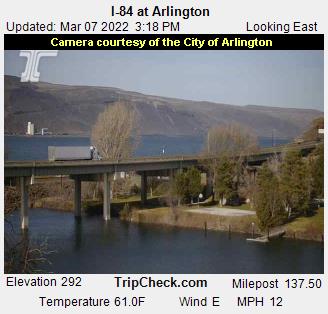 I-84 at Arlington
Updated: Mar 07 2022 3:18 PM Looking East
Camera courtesy of the City of Arlington
Elevation 292 TripCheck.com Milepost 137.50
Temperature 61.0F Wind E MPH 12